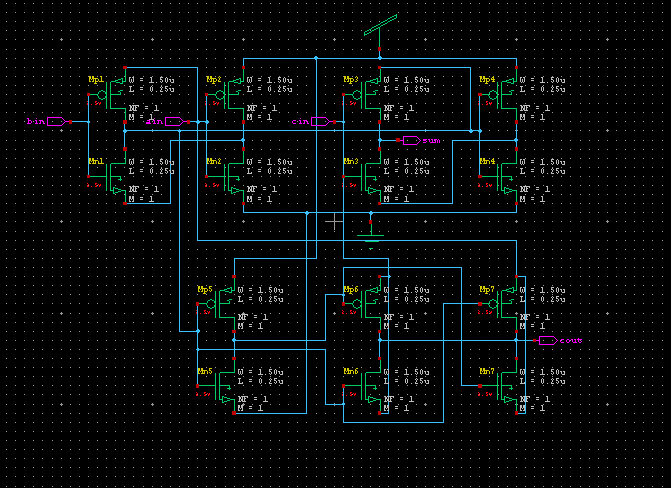 Mp1 W = 1.50u L = 0.25u NF = 1 M = 1
Mp2 W = 1.50u L = 0.25u NF = 1 M = 1
Mp3 W = 1.50u L = 0.25u NF = 1 M = 1
Mp4 W = 1.50u L = 0.25u NF = 1 M = 1
bin
cin
sum
Mn1 W = 1.50u L = 0.25u NF = 1 M = 1
Mn2 W = 1.50u L = 0.25u NF = 1 M = 1
Mn3 W = 1.50u L = 0.25u NF = 1 M = 1
Mn4 W = 1.50u L = 0.25u NF = 1 M = 1
Mp5 W = 1.50u L = 0.25u NF = 1 M = 1
Mp6 W = 1.50u L = 0.25u NF = 1 M = 1
Mp7 W = 1.50u L = 0.25u NF = 1 M = 1
cout
Mn5 W = 1.50u L = 0.25u NF = 1 M = 1
Mn6 W = 1.50u L = 0.25u NF = 1 M = 1
Mn7 W = 1.50u L = 0.25u NF = 1 M = 1